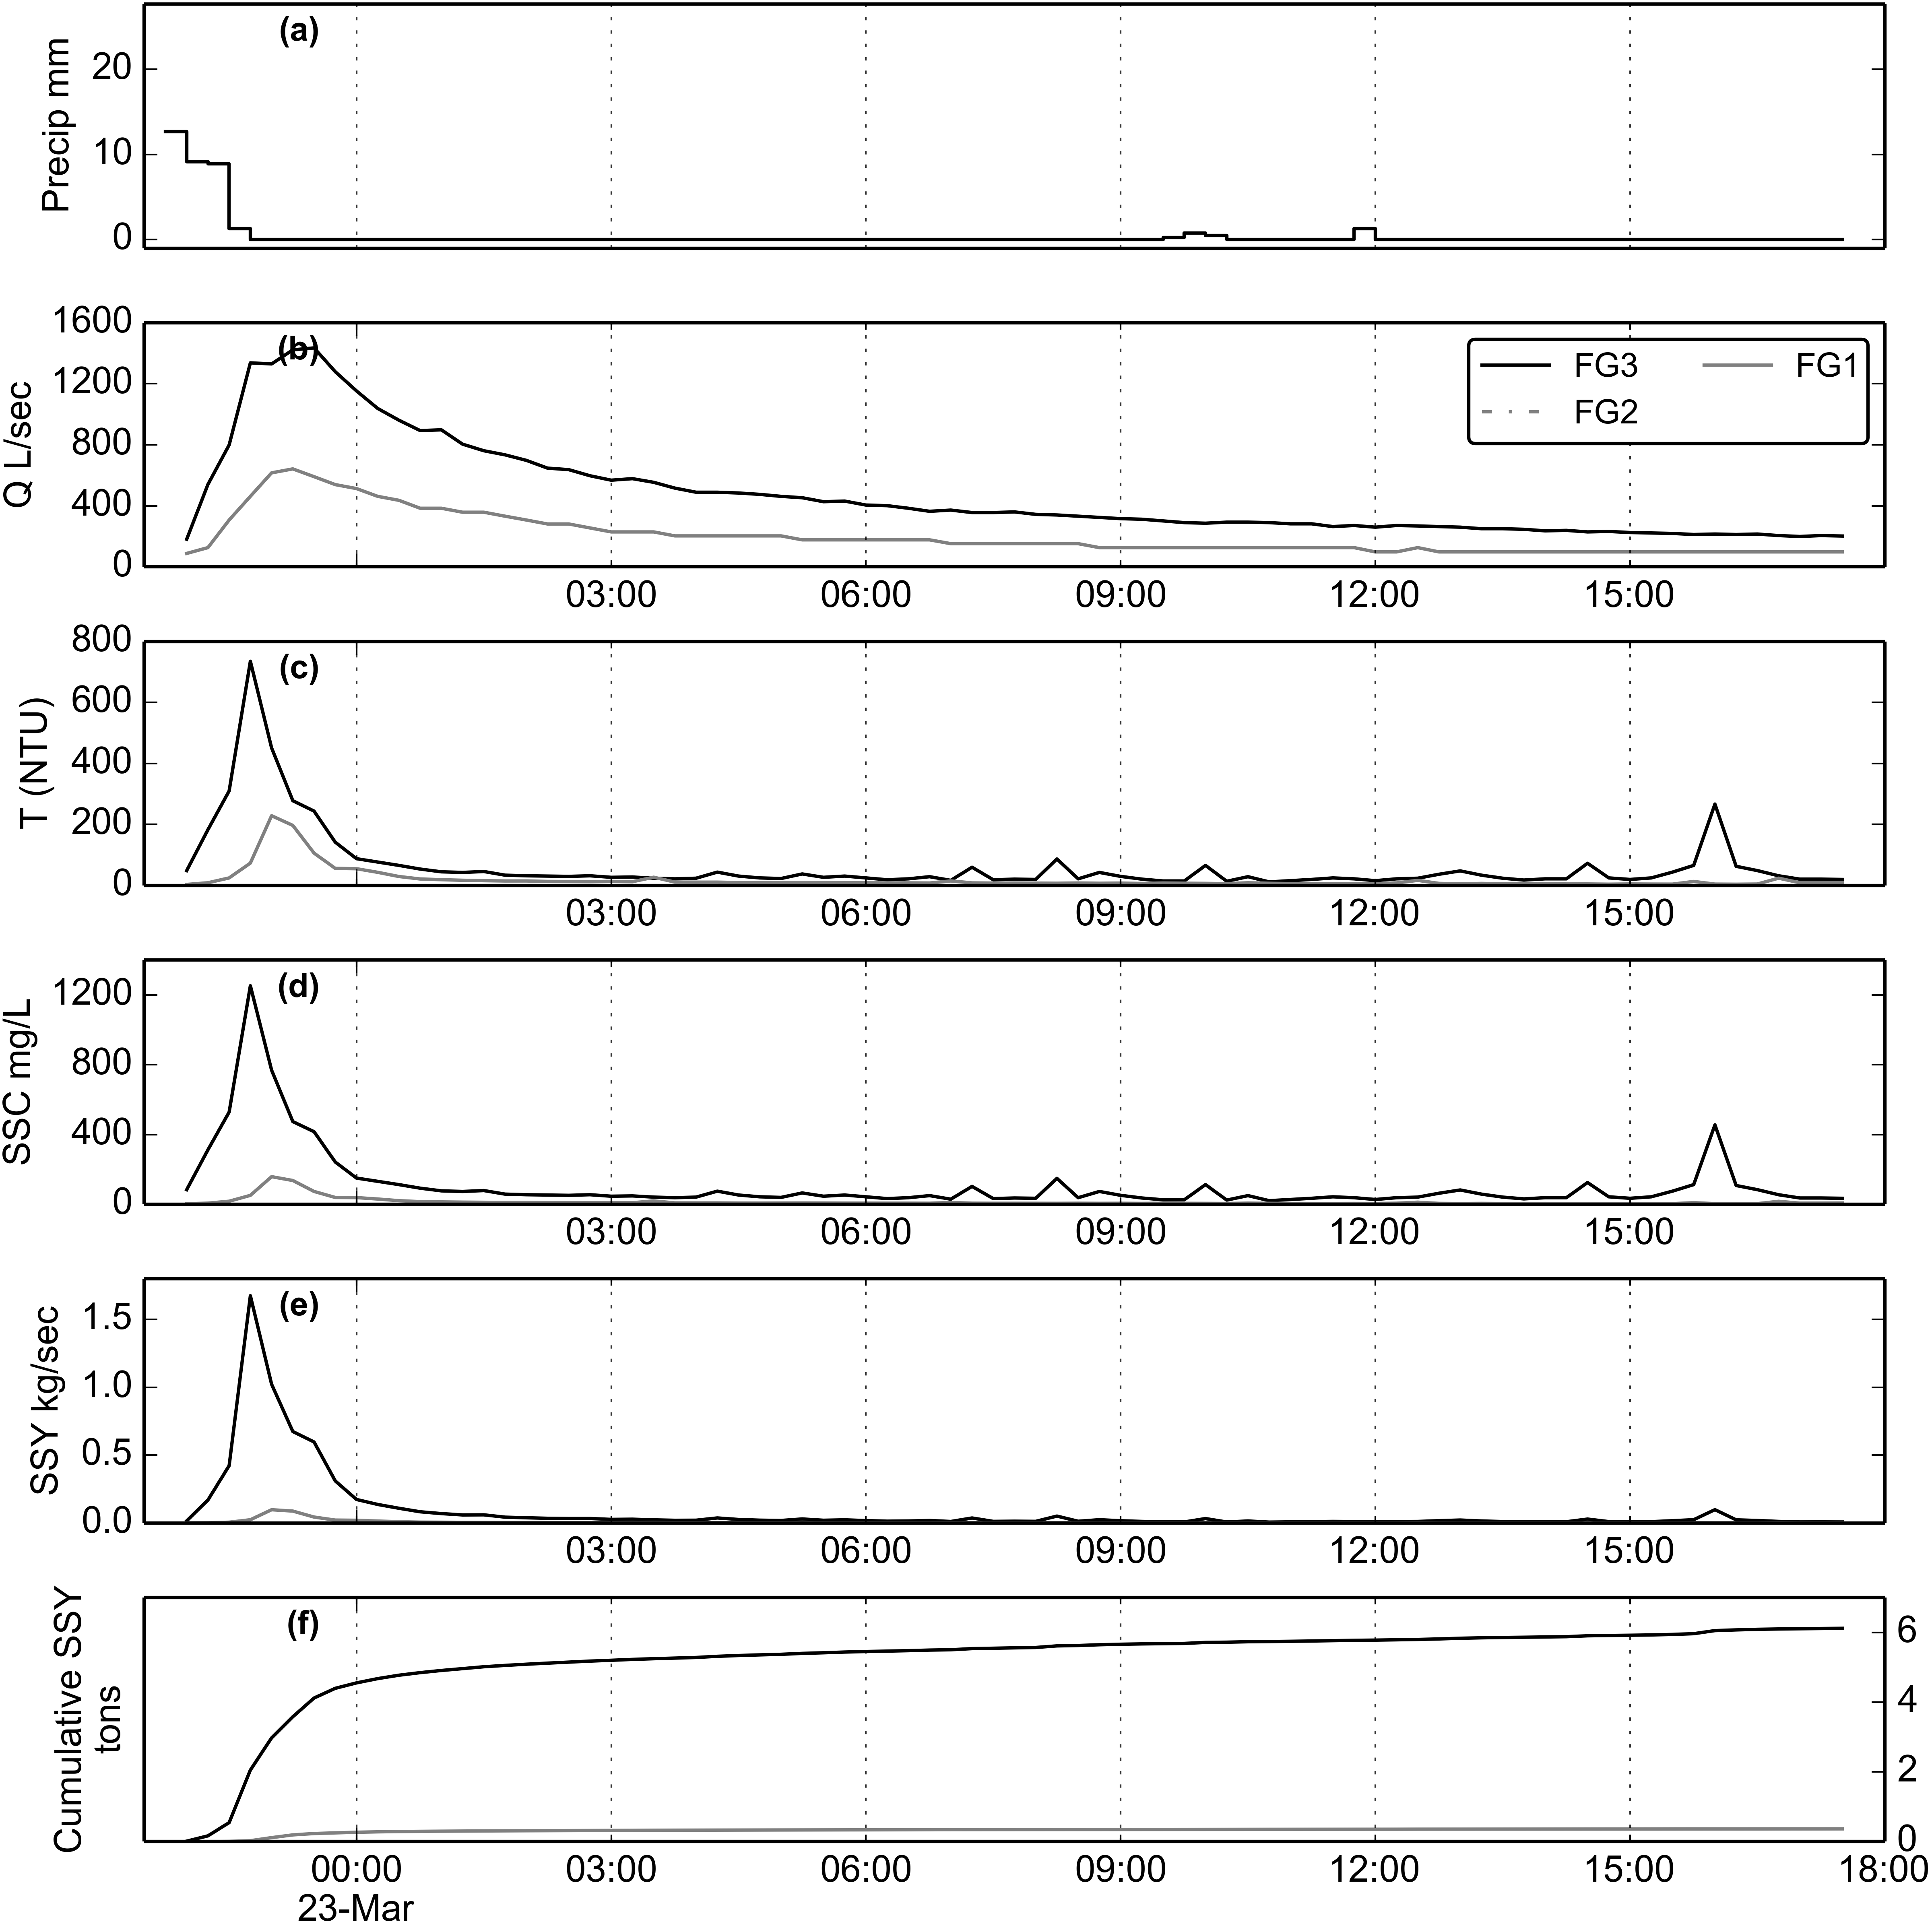 (a)
Precip mm
20
10
0
(b)
Q L/sec
1600
1200
800
400
0
FG3 FG1
FG2
03:00 06:00 09:00 12:00 15:00
(c)
T (NTU)
800
600
400
200
0
03:00 06:00 09:00 12:00 15:00
(d)
SSC mg/L
1200
800
400
0
03:00 06:00 09:00 12:00 15:00
(e)
SSY kg/sec
1.5
1.0
0.5
0.0
03:00 06:00 09:00 12:00 15:00
(f)
Cumulative SSY
tons
6
4
2
0
00:00 03:00 06:00 09:00 12:00 15:00 18:00
23-Mar